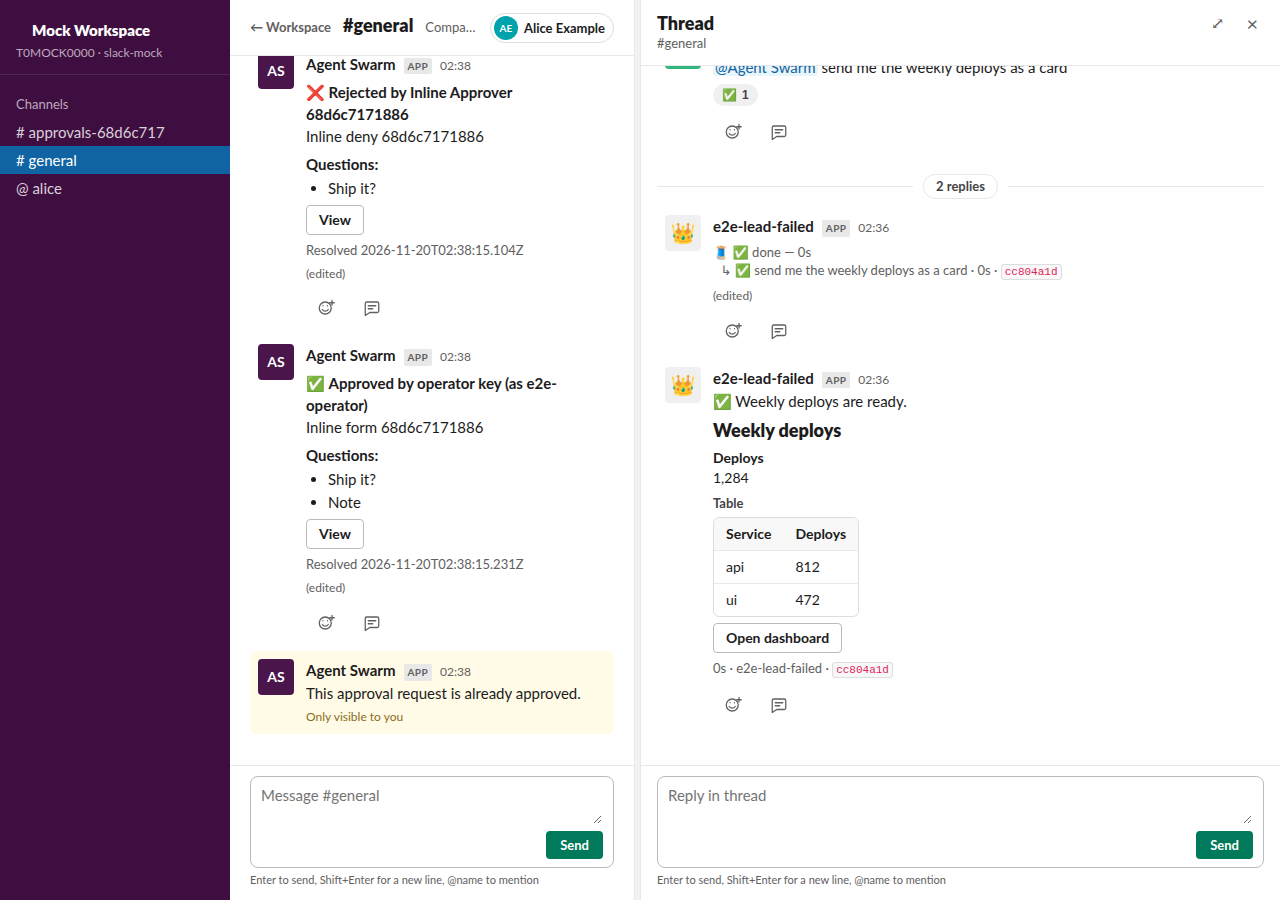 Mock Workspace
T0MOCK0000 · slack-mock
Channels
# approvals-68d6c717
# general
@ alice
← Workspace #general Compa... AE Alice Example
AS Agent Swarm APP 02:38
❌ Rejected by Inline Approver
68d6c7171886
Inline deny 68d6c7171886
Questions:
• Ship it?
View
Resolved 2026-11-20T02:38:15.104Z
(edited)
AS Agent Swarm APP 02:38
✅ Approved by operator key (as e2e-
operator)
Inline form 68d6c7171886
Questions:
• Ship it?
• Note
View
Resolved 2026-11-20T02:38:15.231Z
(edited)
AS Agent Swarm APP 02:38
This approval request is already approved.
Only visible to you
Message #general
Send
Enter to send, Shift+Enter for a new line, @name to mention
Thread
#general
@Agent Swarm send me the weekly deploys as a card
✅ 1
2 replies
e2e-lead-failed APP 02:36
🧵 ✅ done — 0s
↳ ✅ send me the weekly deploys as a card · 0s · cc804a1d
(edited)
e2e-lead-failed APP 02:36
✅ Weekly deploys are ready.
Weekly deploys
Deploys
1,284
Table
Service Deploys
api 812
ui 472
Open dashboard
0s · e2e-lead-failed · cc804a1d
Reply in thread
Send
Enter to send, Shift+Enter for a new line, @name to mention